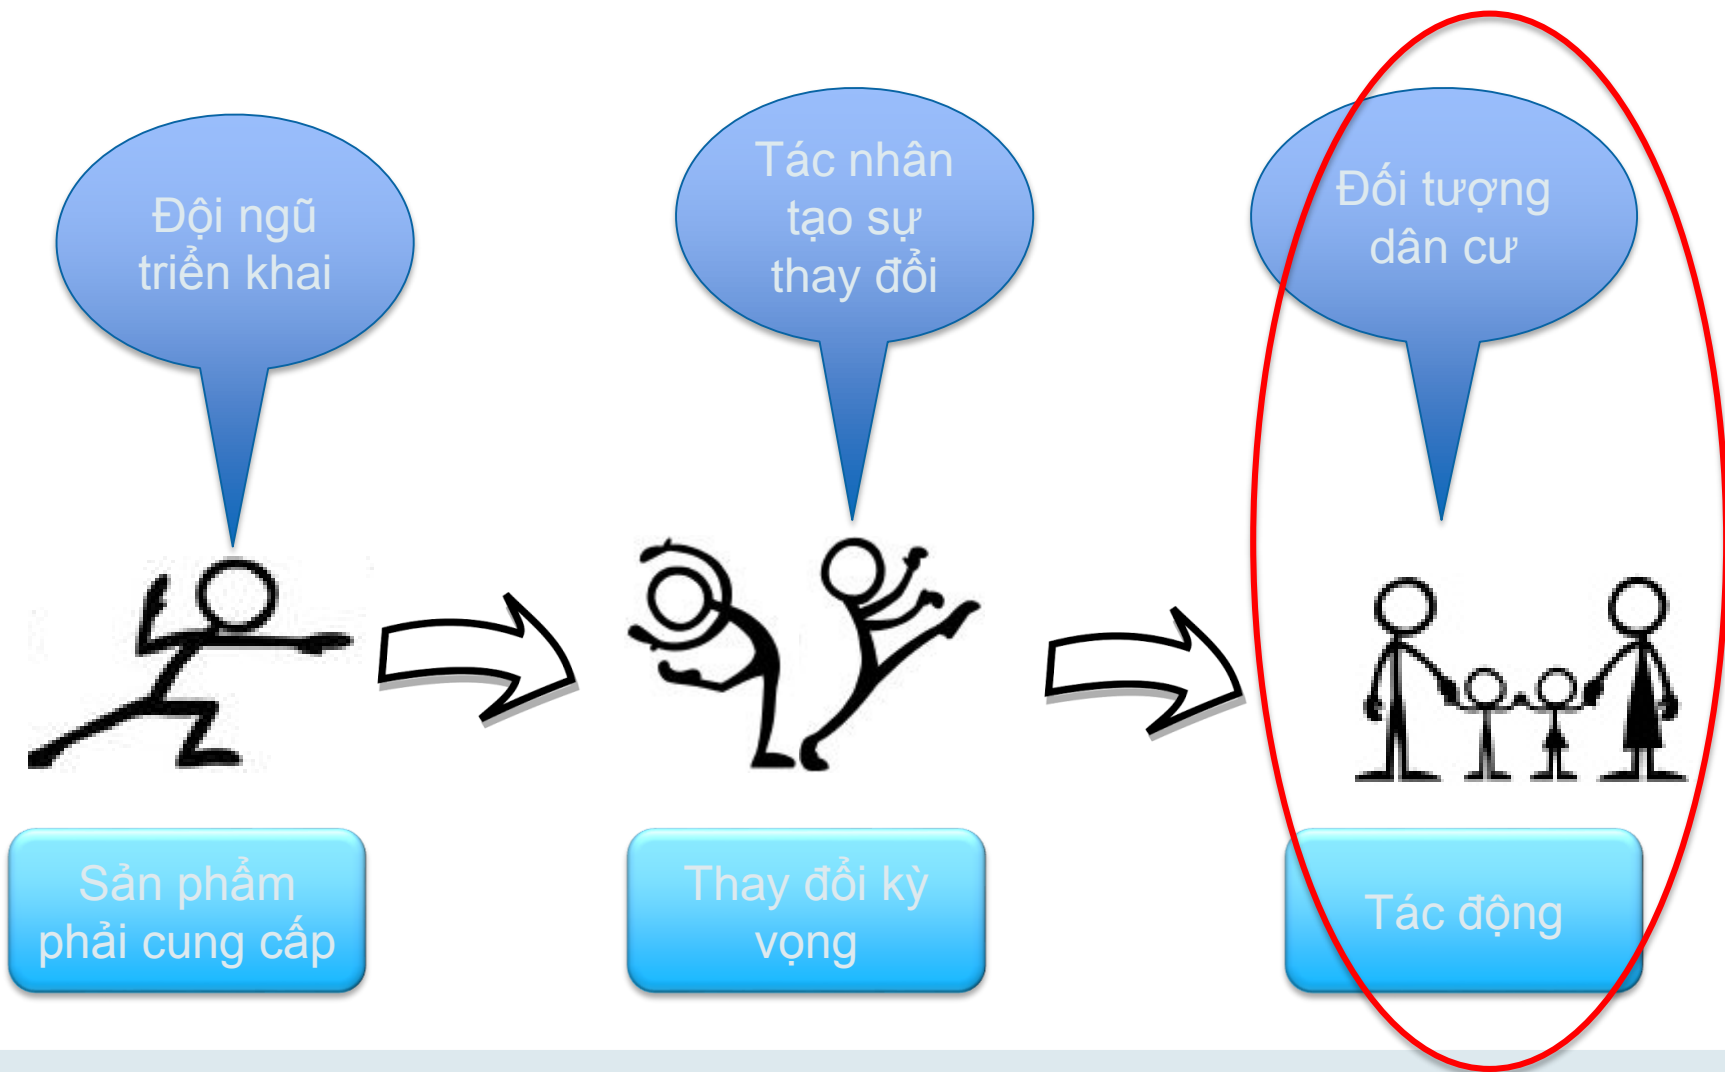 Đội ngũ
triển khai
Tác nhân
tạo sự
thay đổi
Đối tượng
dân cư
Sản phẩm
phải cung cấp
Thay đổi kỳ
vọng
Tác động